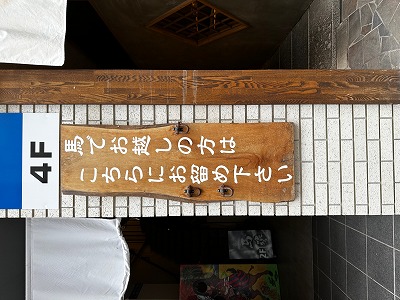 馬でお越しの方は
こちらにお留め下さい
4F